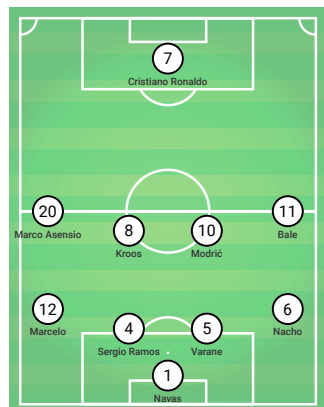 7
Cristiano Ronaldo
20
11
Marco Asensio
8
10
Bale
Kroos
Modrić
12
6
Marcelo
4
5
Nacho
Sergio Ramos
Varane
1
Navas